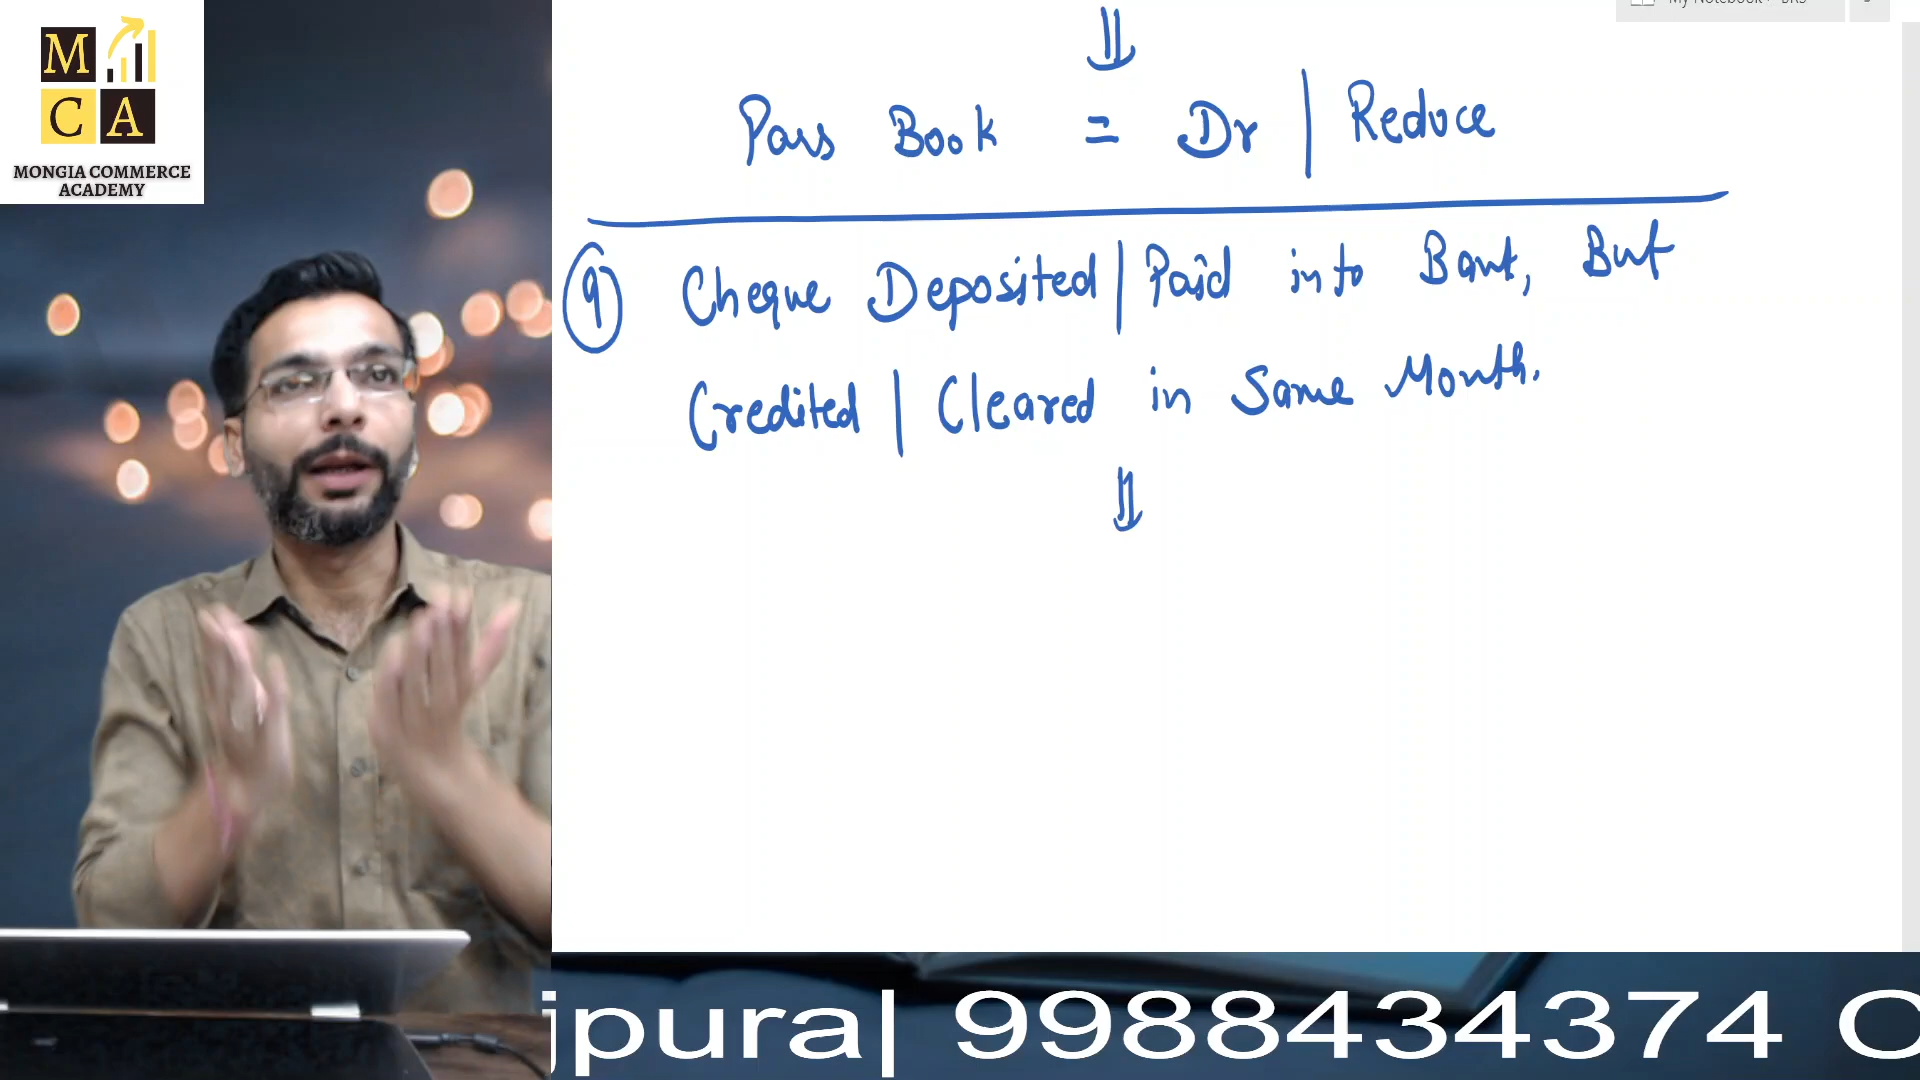 M
C A
MONGIA COMMERCE
ACADEMY
Pass Book = Dr | Reduce
9 Cheque Deposited | Paid into Bank, But
Credited | Cleared in Same Month.
jpura| 9988434374